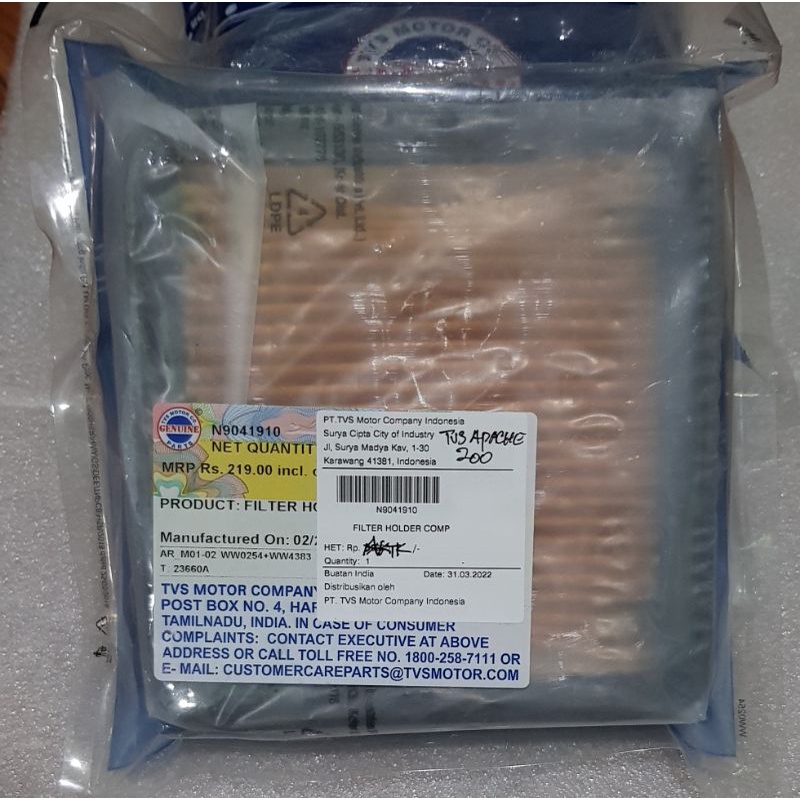 TVS MOTOR CO
LDPE
TVS MOTOR CO
GENUINE
PARTS
N9041910
NET QUANTIT
MRP Rs. 219.00 incl.
PRODUCT: FILTER HO
Manufactured On: 02/2
AR_M01-02 WW0254+WW4383
T. 23660A
TVS MOTOR COMPANY
POST BOX NO. 4, HAR
TAMILNADU, INDIA. IN CASE OF CONSUMER
COMPLAINTS: CONTACT EXECUTIVE AT ABOVE
ADDRESS OR CALL TOLL FREE NO. 1800-258-7111 OR
E- MAIL: CUSTOMERCAREPARTS@TVSMOTOR.COM
PT.TVS Motor Company Indonesia
Surya Cipta City of Industry
Jl, Surya Madya Kav, 1-30
Karawang 41381, Indonesia
TVS APACHE
200
N9041910
FILTER HOLDER COMP
HET: Rp. /-
Quantity: 1
Buatan India Date: 31.03.2022
Distribusikan oleh
PT. TVS Motor Company Indonesia